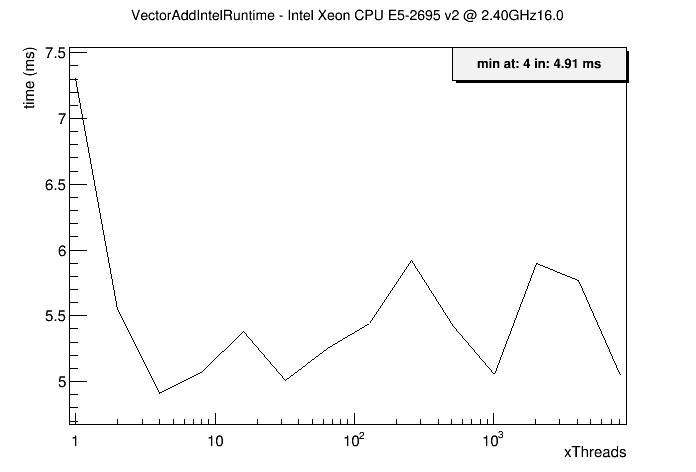 VectorAddIntelRuntime - Intel Xeon CPU E5-2695 v2 @ 2.40GHz16.0
min at: 4 in: 4.91 ms
time (ms)
7.5
7
6.5
6
5.5
5
1 10 10² 10³
xThreads